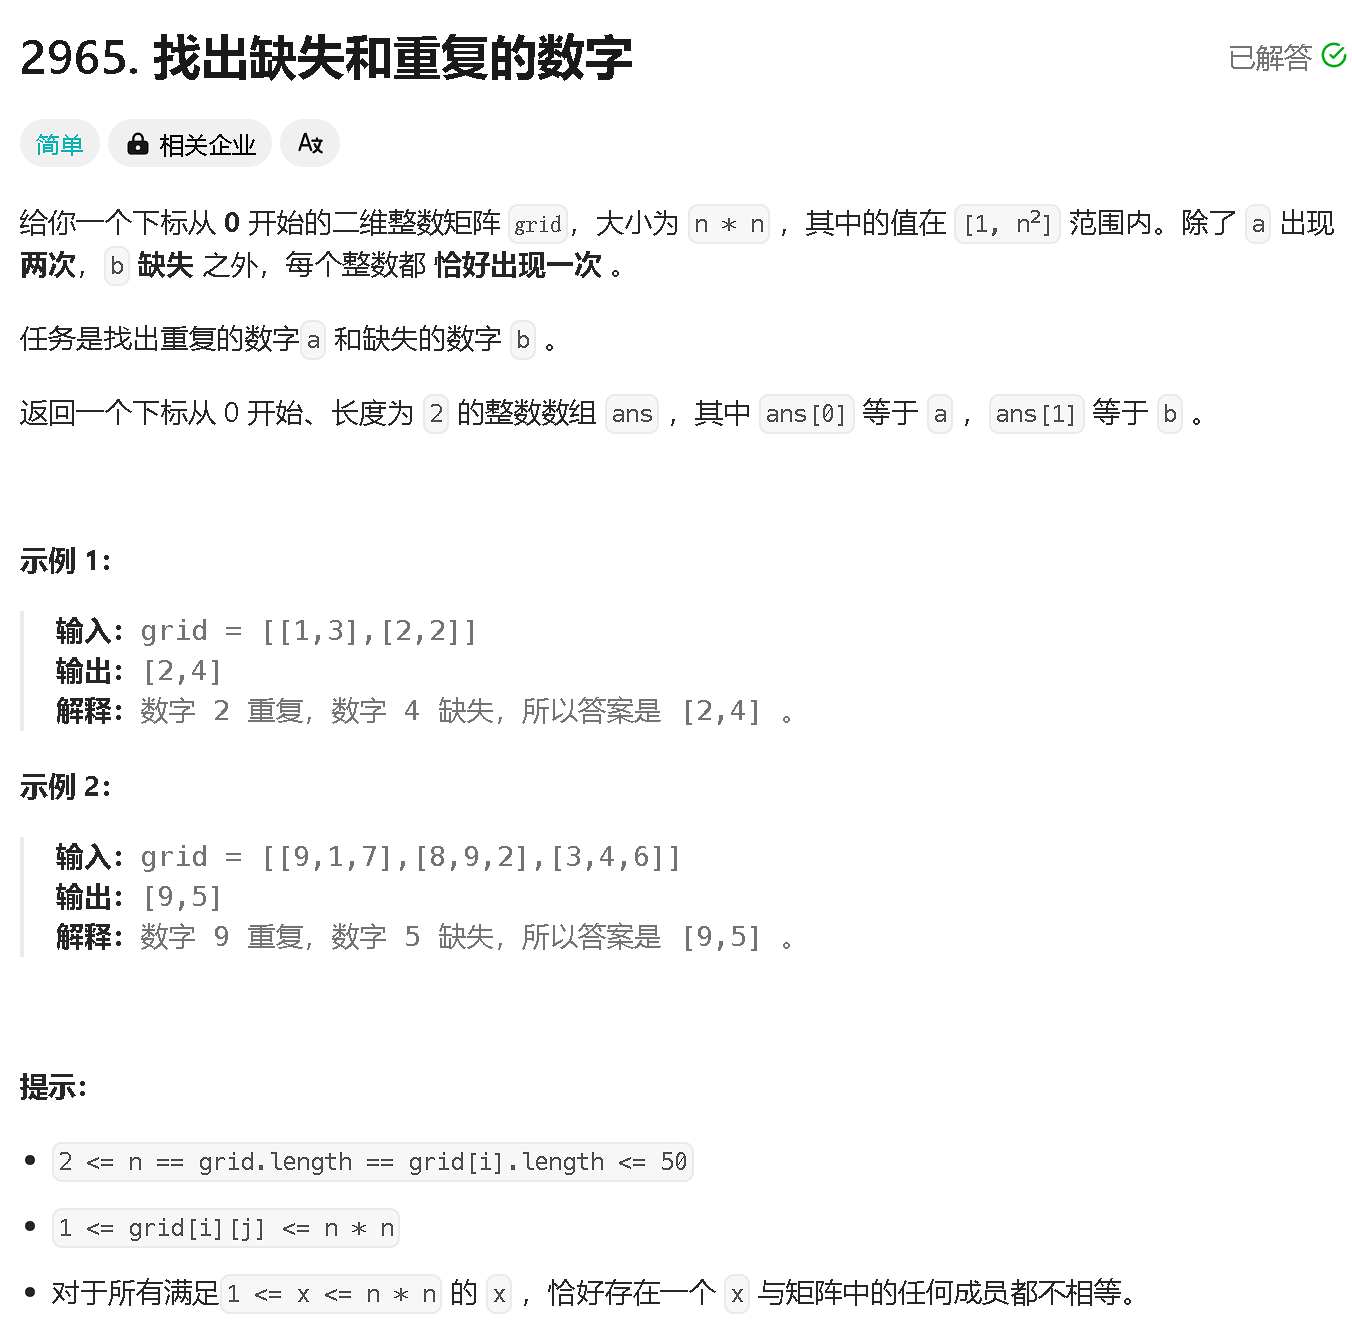 2965. 找出缺失和重复的数字
已解答
简单 相关企业
给你一个下标从 0 开始的二维整数矩阵 grid，大小为 n * n ，其中的值在 [1, n²] 范围内。除了 a 出现
两次，b 缺失 之外，每个整数都 恰好出现一次 。
任务是找出重复的数字a 和缺失的数字 b 。
返回一个下标从 0 开始、长度为 2 的整数数组 ans ，其中 ans[0] 等于 a ，ans[1] 等于 b 。
示例 1：
输入：grid = [[1,3],[2,2]]
输出：[2,4]
解释：数字 2 重复，数字 4 缺失，所以答案是 [2,4] 。
示例 2：
输入：grid = [[9,1,7],[8,9,2],[3,4,6]]
输出：[9,5]
解释：数字 9 重复，数字 5 缺失，所以答案是 [9,5] 。
提示：
• 2 <= n == grid.length == grid[i].length <= 50
• 1 <= grid[i][j] <= n * n
• 对于所有满足1 <= x <= n * n 的 x ，恰好存在一个 x 与矩阵中的任何成员都不相等。